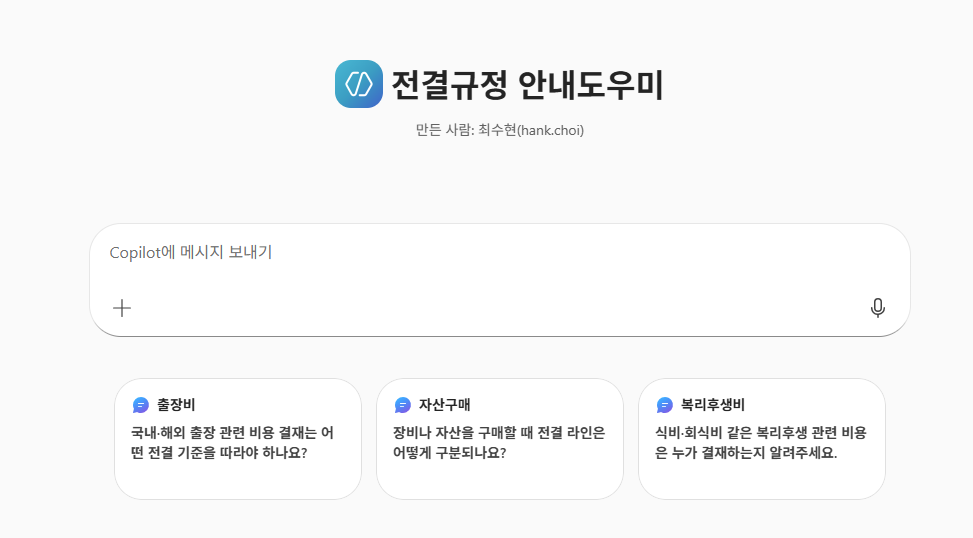 전결규정 안내도우미
만든 사람: 최수현(hank.choi)
Copilot에 메시지 보내기
출장비
국내·해외 출장 관련 비용 결재는 어
떤 전결 기준을 따라야 하나요?
자산구매
장비나 자산을 구매할 때 전결 라인은
어떻게 구분되나요?
복리후생비
식비·회식비 같은 복리후생 관련 비용
은 누가 결재하는지 알려주세요.